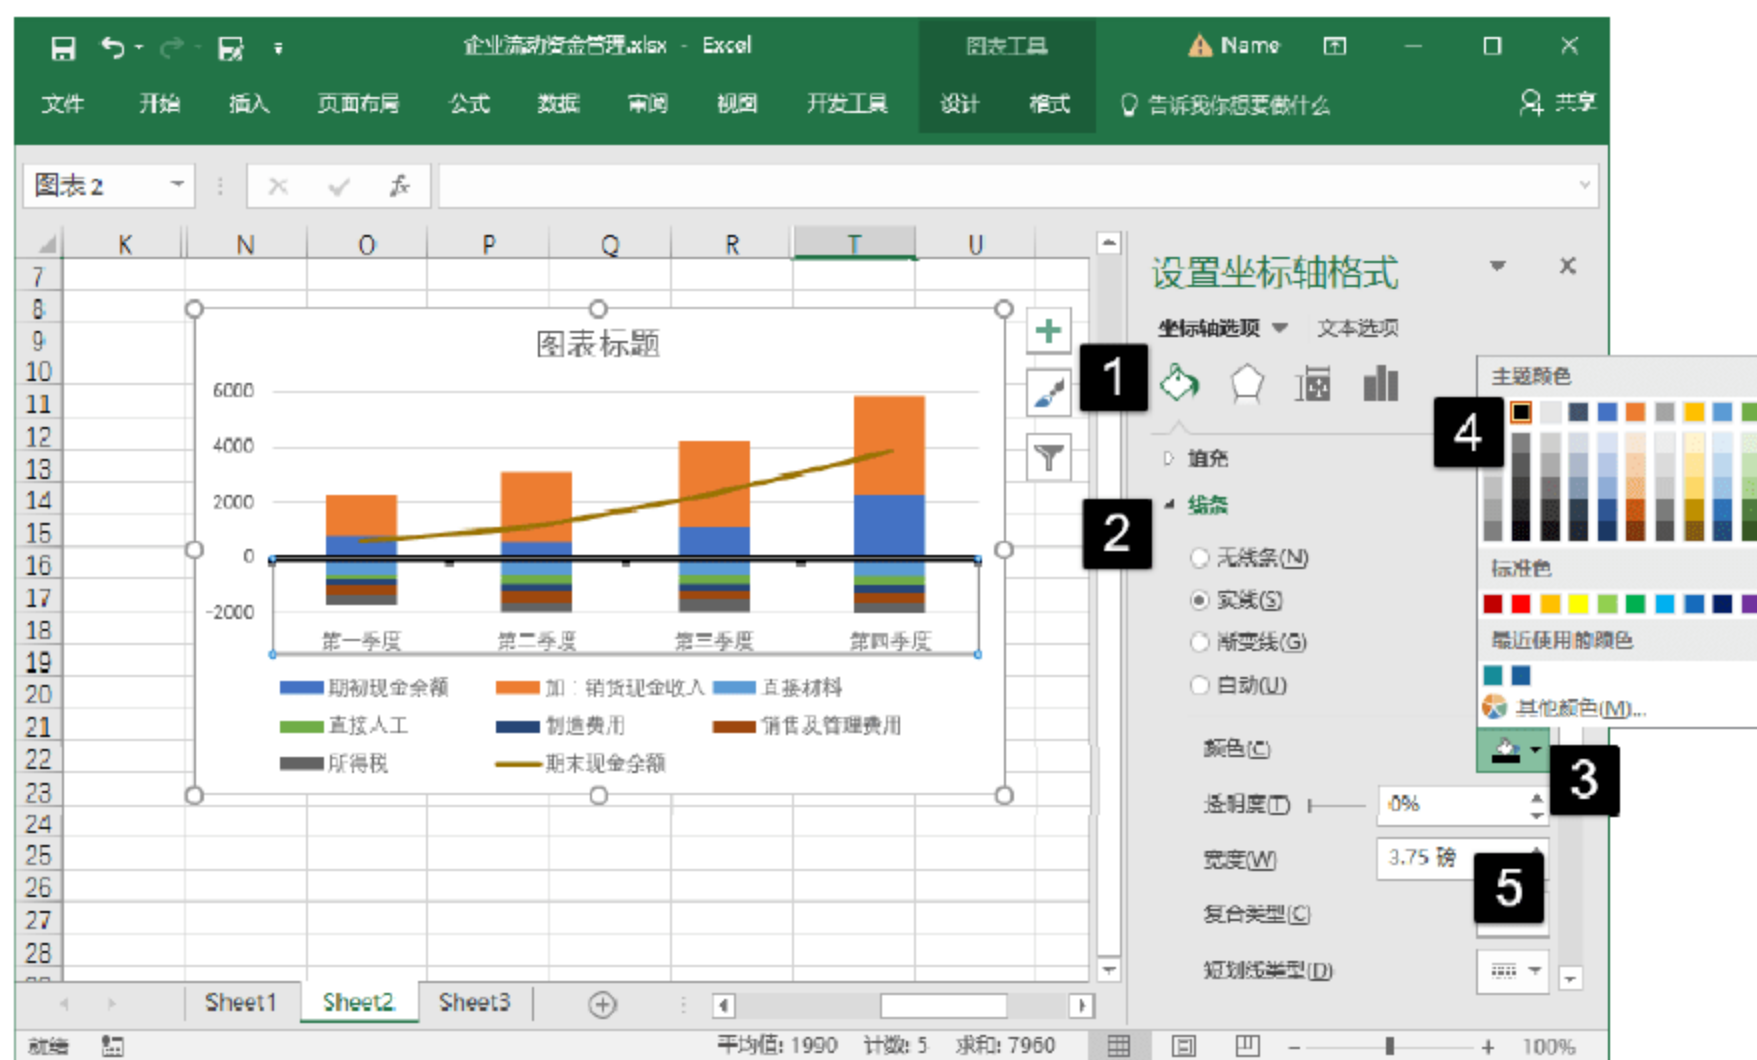 企业流动资金管理.xlsx - Excel
图表工具
Name
文件 开始 插入 页面布局 公式 数据 审阅 视图 开发工具 设计 格式 告诉我你想要做什么 共享
图表 2
fx
K N O P Q R T U
7
8
9
10
11
12
13
14
15
16
17
18
19
20
21
22
23
24
25
26
27
28
图表标题
6000
4000
2000
0
-2000
第一季度 第二季度 第三季度 第四季度
期初现金余额 加：销货现金收入 直接材料
直接人工 制造费用 销售及管理费用
所得税 期末现金余额
设置坐标轴格式
坐标轴选项 文本选项
1
填充
2
线条
无线条(N)
实线(S)
渐变线(G)
自动(U)
颜色(C)
3
透明度(T) 0%
宽度(W) 3.75 磅
5
复合类型(C)
短划线类型(D)
4
主题颜色
标准色
最近使用的颜色
其他颜色(M)...
Sheet1 Sheet2 Sheet3
就绪
平均值: 1990 计数: 5 求和: 7960
100%